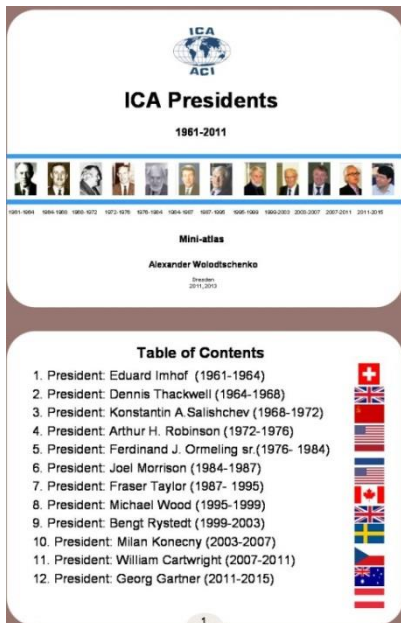 ICA
ACI
ICA Presidents
1961-2011
1961-1964 1964-1968 1968-1972 1972-1976 1976-1984 1984-1987 1987-1995 1995-1999 1999-2003 2003-2007 2007-2011 2011-2015
Mini-atlas
Alexander Wolodtschenko
Dresden
2011, 2013
Table of Contents
1. President: Eduard Imhof (1961-1964)
2. President: Dennis Thackwell (1964-1968)
3. President: Konstantin A.Salishchev (1968-1972)
4. President: Arthur H. Robinson (1972-1976)
5. President: Ferdinand J. Ormeling sr.(1976- 1984)
6. President: Joel Morrison (1984-1987)
7. President: Fraser Taylor (1987- 1995)
8. President: Michael Wood (1995-1999)
9. President: Bengt Rystedt (1999-2003)
10. President: Milan Konecny (2003-2007)
11. President: William Cartwright (2007-2011)
12. President: Georg Gartner (2011-2015)
1